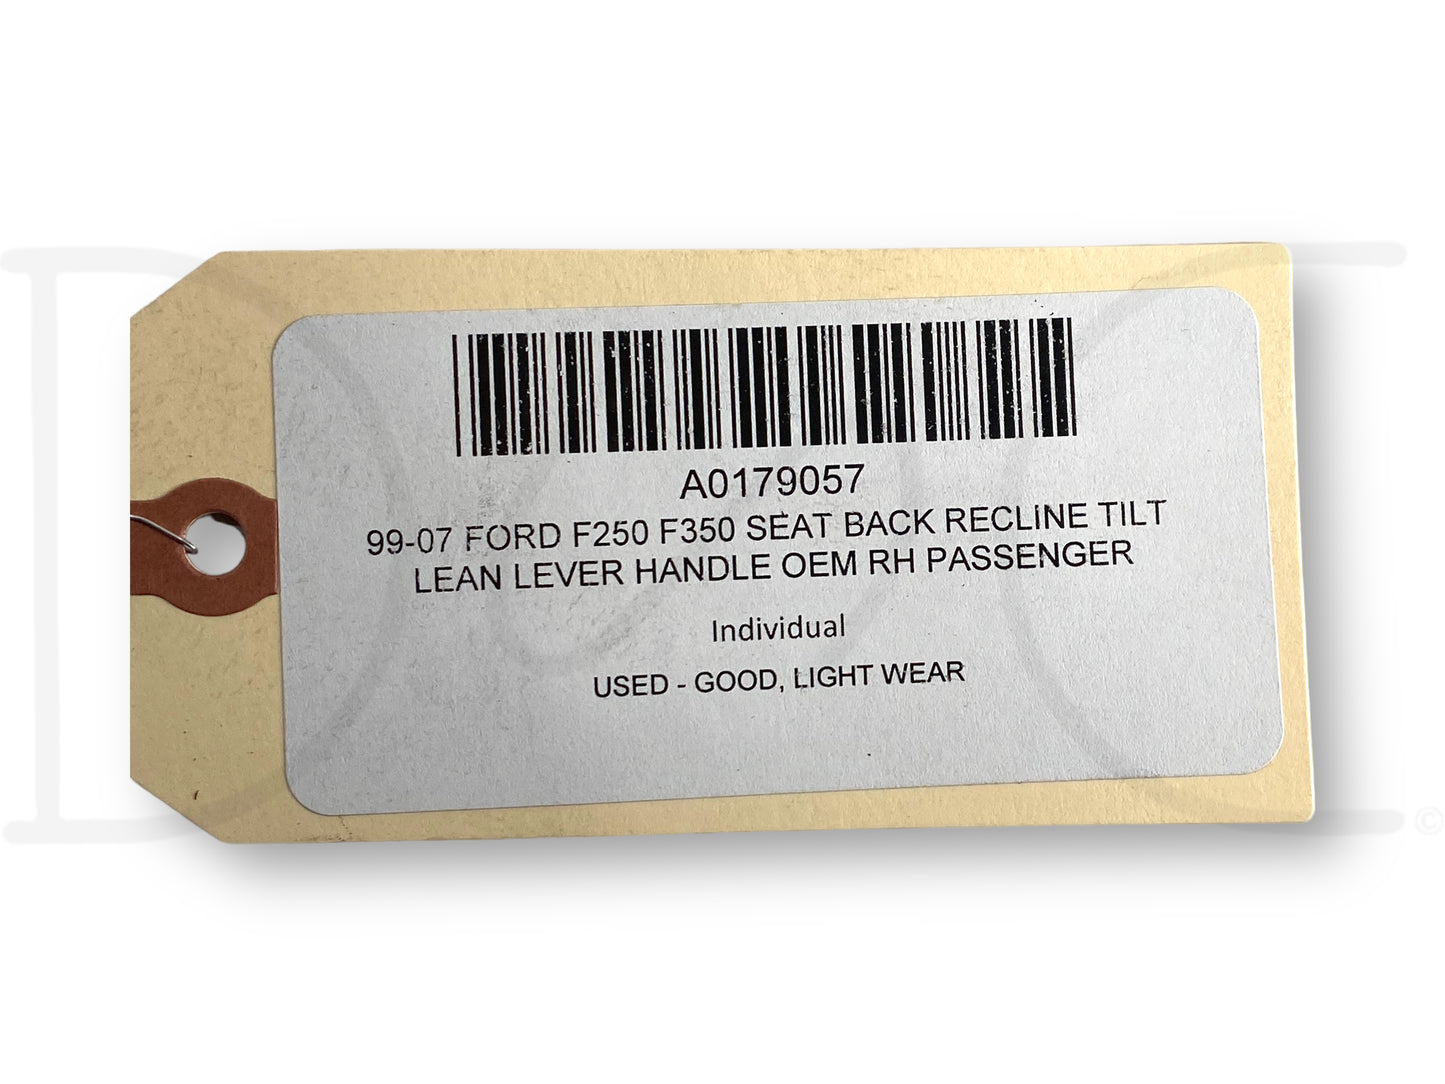 A0179057
99-07 FORD F250 F350 SEAT BACK RECLINE TILT
LEAN LEVER HANDLE OEM RH PASSENGER
Individual
USED - GOOD, LIGHT WEAR
©